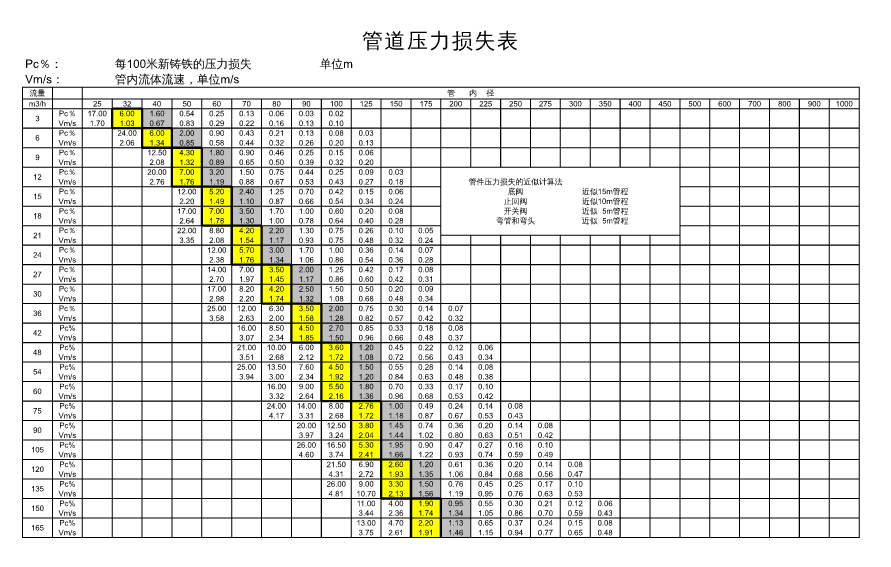 管道压力损失表
Pc％： 每100米新铸铁的压力损失 单位m
Vm/s： 管内流体流速，单位m/s
流量 管 内 径
m3/h 25 32 40 50 60 70 80 90 100 125 150 175 200 225 250 275 300 350 400 450 500 600 700 800 900 1000
3 Pc% 17.00 6.00 1.60 0.54 0.25 0.13 0.06 0.03 0.02
Vm/s 1.70 1.03 0.67 0.83 0.29 0.22 0.16 0.13 0.10
6 Pc% 24.00 6.00 2.00 0.90 0.43 0.21 0.13 0.08 0.03
Vm/s 2.06 1.34 0.85 0.58 0.44 0.32 0.26 0.20 0.13
9 Pc% 12.50 4.30 1.80 0.90 0.46 0.25 0.15 0.06
Vm/s 2.08 1.32 0.89 0.65 0.50 0.39 0.32 0.20
12 Pc% 20.00 7.00 3.20 1.50 0.75 0.44 0.25 0.09 0.03
Vm/s 2.76 1.76 1.19 0.88 0.67 0.53 0.43 0.27 0.18
管件压力损失的近似计算法
底阀 近似15m管程
止回阀 近似10m管程
开关阀 近似 5m管程
弯管和弯头 近似 5m管程
15 Pc% 12.00 5.20 2.40 1.25 0.70 0.42 0.15 0.06
Vm/s 2.20 1.49 1.10 0.87 0.66 0.54 0.34 0.24
18 Pc% 17.00 7.00 3.50 1.70 1.00 0.60 0.20 0.08
Vm/s 2.64 1.78 1.30 1.00 0.78 0.64 0.40 0.28
21 Pc% 22.00 8.80 4.20 2.20 1.30 0.75 0.26 0.10 0.05
Vm/s 3.35 2.08 1.54 1.17 0.93 0.75 0.48 0.32 0.24
24 Pc% 12.00 5.70 3.00 1.70 1.00 0.36 0.14 0.07
Vm/s 2.38 1.76 1.34 1.06 0.86 0.54 0.36 0.28
27 Pc% 14.00 7.00 3.50 2.00 1.25 0.42 0.17 0.08
Vm/s 2.70 1.97 1.45 1.17 0.86 0.60 0.42 0.31
30 Pc% 17.00 8.20 4.20 2.50 1.50 0.50 0.20 0.09
Vm/s 2.98 2.20 1.74 1.32 1.08 0.68 0.48 0.34
36 Pc% 25.00 12.00 6.30 3.50 2.00 0.75 0.30 0.14 0.07
Vm/s 3.58 2.63 2.00 1.58 1.28 0.82 0.57 0.42 0.32
42 Pc% 16.00 8.50 4.50 2.70 0.85 0.33 0.18 0.08
Vm/s 3.07 2.34 1.85 1.50 0.96 0.66 0.48 0.37
48 Pc% 21.00 10.00 6.00 3.60 1.20 0.45 0.22 0.12 0.06
Vm/s 3.51 2.68 2.12 1.72 1.08 0.72 0.56 0.43 0.34
54 Pc% 25.00 13.50 7.60 4.50 1.50 0.55 0.28 0.14 0.08
Vm/s 3.94 3.00 2.34 1.92 1.20 0.84 0.63 0.48 0.38
60 Pc% 16.00 9.00 5.50 1.80 0.70 0.33 0.17 0.10
Vm/s 3.32 2.64 2.16 1.36 0.96 0.68 0.53 0.42
75 Pc% 24.00 14.00 8.00 2.76 1.00 0.49 0.24 0.14 0.08
Vm/s 4.17 3.31 2.68 1.72 1.18 0.87 0.67 0.53 0.43
90 Pc% 20.00 12.50 3.80 1.45 0.74 0.36 0.20 0.14 0.08
Vm/s 3.97 3.24 2.04 1.44 1.02 0.80 0.63 0.51 0.42
105 Pc% 26.00 16.50 5.30 1.95 0.90 0.47 0.27 0.16 0.10
Vm/s 4.60 3.74 2.41 1.66 1.22 0.93 0.74 0.59 0.49
120 Pc% 21.50 6.90 2.60 1.20 0.61 0.36 0.20 0.14 0.08
Vm/s 4.31 2.72 1.93 1.35 1.06 0.84 0.68 0.56 0.47
135 Pc% 26.00 9.00 3.30 1.50 0.76 0.45 0.25 0.17 0.10
Vm/s 4.81 10.70 2.13 1.56 1.19 0.95 0.76 0.63 0.53
150 Pc% 11.00 4.00 1.90 0.95 0.55 0.30 0.21 0.12 0.06
Vm/s 3.44 2.36 1.74 1.34 1.05 0.86 0.70 0.59 0.43
165 Pc% 13.00 4.70 2.20 1.13 0.65 0.37 0.24 0.15 0.08
Vm/s 3.75 2.61 1.91 1.46 1.15 0.94 0.77 0.65 0.48